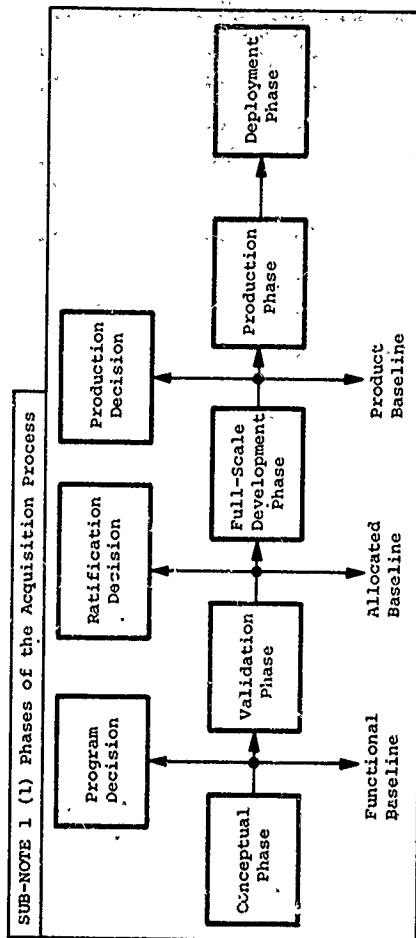 SUB-NOTE 1 (1) Phases of the Acquisition Process
Program
Decision
Ratification
Decision
Production
Decision
Conceptual
Phase
Validation
Phase
Full-Scale
Development
Phase
Production
Phase
Deployment
Phase
Functional
Baseline
Allocated
Baseline
Product
Baseline